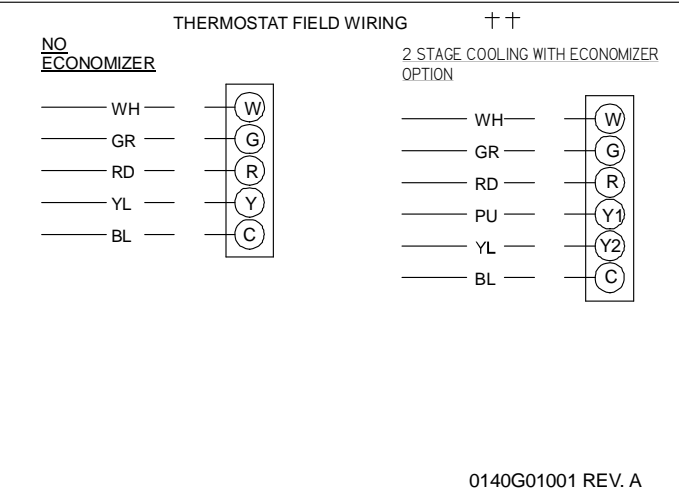 THERMOSTAT FIELD WIRING ++
NO
ECONOMIZER
WH W
GR G
RD R
YL Y
BL C
2 STAGE COOLING WITH ECONOMIZER
OPTION
WH W
GR G
RD R
PU Y1
YL Y2
BL C
0140G01001 REV. A